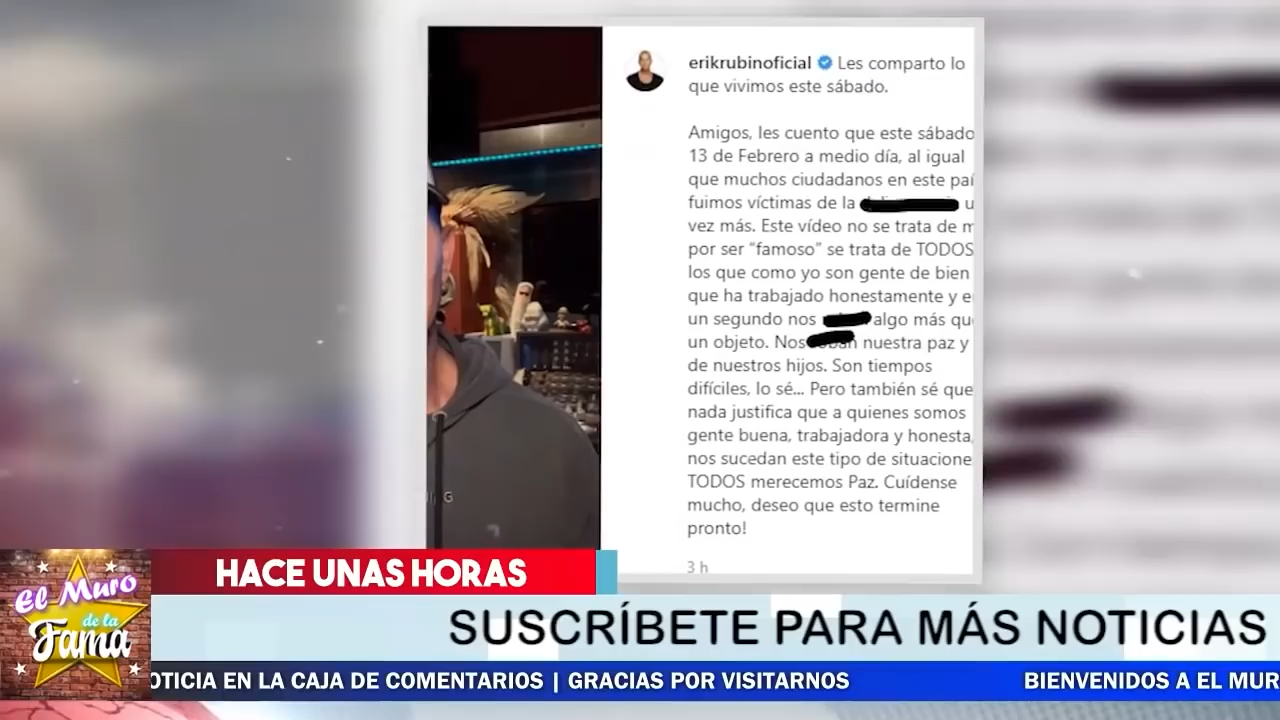 erikrubinoficial Les comparto lo
que vivimos este sábado.
Amigos, les cuento que este sábado
13 de Febrero a medio día, al igual
que muchos ciudadanos en este paí
fuimos víctimas de la u
vez más. Este vídeo no se trata de m
por ser “famoso” se trata de TODOS
los que como yo son gente de bien
que ha trabajado honestamente y e
un segundo nos algo más qu
un objeto. Nos nuestra paz y
de nuestros hijos. Son tiempos
difíciles, lo sé... Pero también sé que
nada justifica que a quienes somos
gente buena, trabajadora y honesta,
nos sucedan este tipo de situacione
TODOS merecemos Paz. Cuídense
mucho, deseo que esto termine
pronto!
3 h
HACE UNAS HORAS
SUSCRÍBETE PARA MÁS NOTICIAS
El Muro
de la
Fama
OTICIA EN LA CAJA DE COMENTARIOS | GRACIAS POR VISITARNOS
BIENVENIDOS A EL MUR